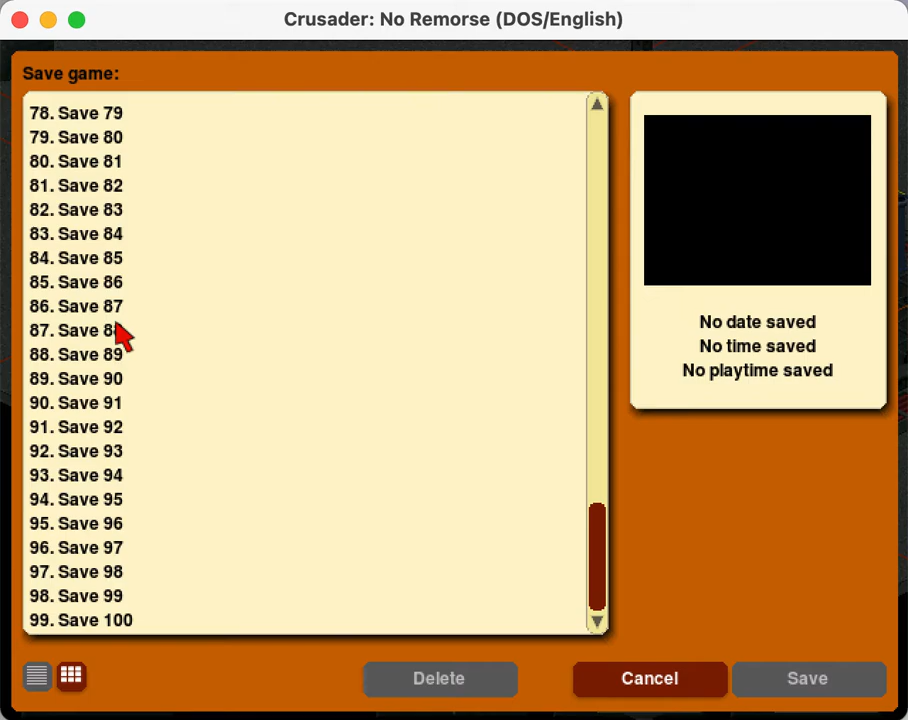 Crusader: No Remorse (DOS/English)
Save game:
78. Save 79
79. Save 80
80. Save 81
81. Save 82
82. Save 83
83. Save 84
84. Save 85
85. Save 86
86. Save 87
87. Save 88
88. Save 89
89. Save 90
90. Save 91
91. Save 92
92. Save 93
93. Save 94
94. Save 95
95. Save 96
96. Save 97
97. Save 98
98. Save 99
99. Save 100
No date saved
No time saved
No playtime saved
Delete
Cancel
Save